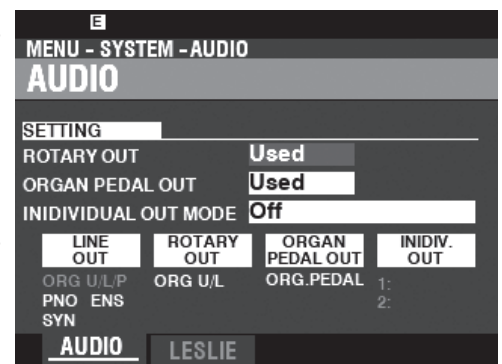 E
MENU - SYSTEM - AUDIO
AUDIO
SETTING
ROTARY OUT Used
ORGAN PEDAL OUT Used
INIDIVIDUAL OUT MODE Off
LINE OUT ROTARY OUT ORGAN PEDAL OUT INIDIV. OUT
ORG U/L/P ORG U/L ORG.PEDAL 1:
PNO ENS 2:
SYN
AUDIO LESLIE